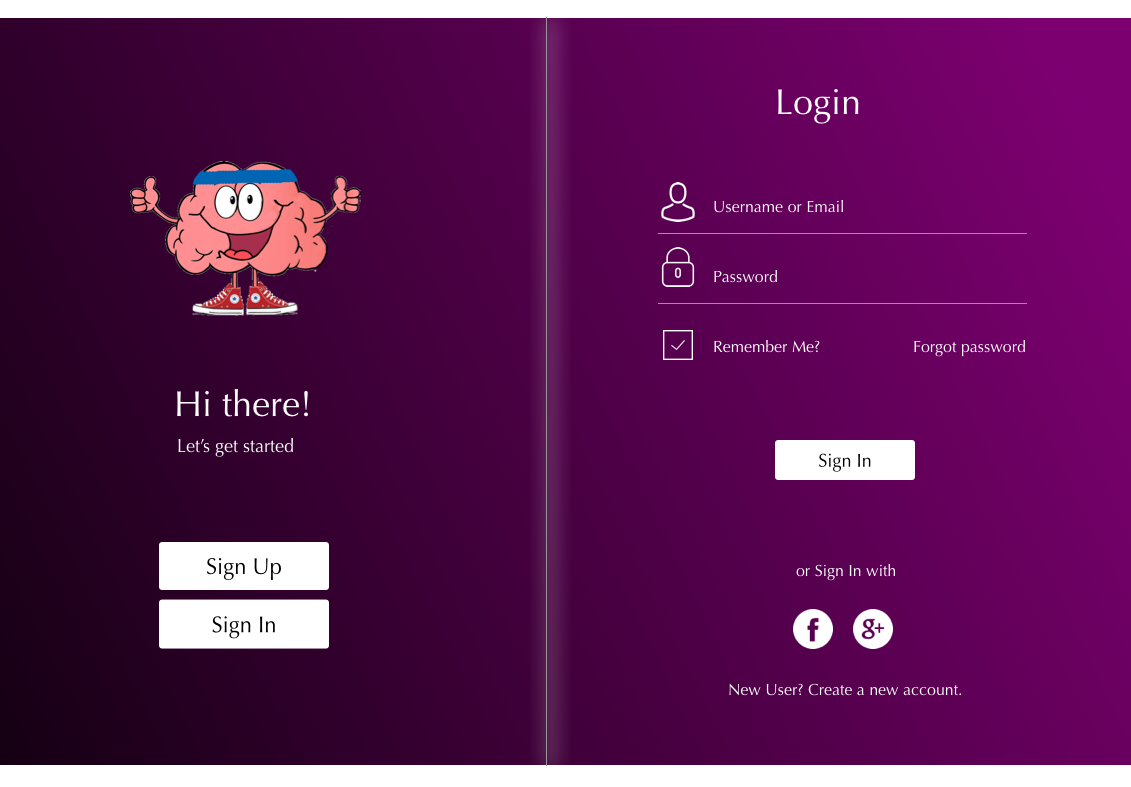 Hi there!
Let's get started
Sign Up
Sign In
Login
Username or Email
0
Password
Remember Me?
Forgot password
Sign In
or Sign In with
f
g+
New User? Create a new account.